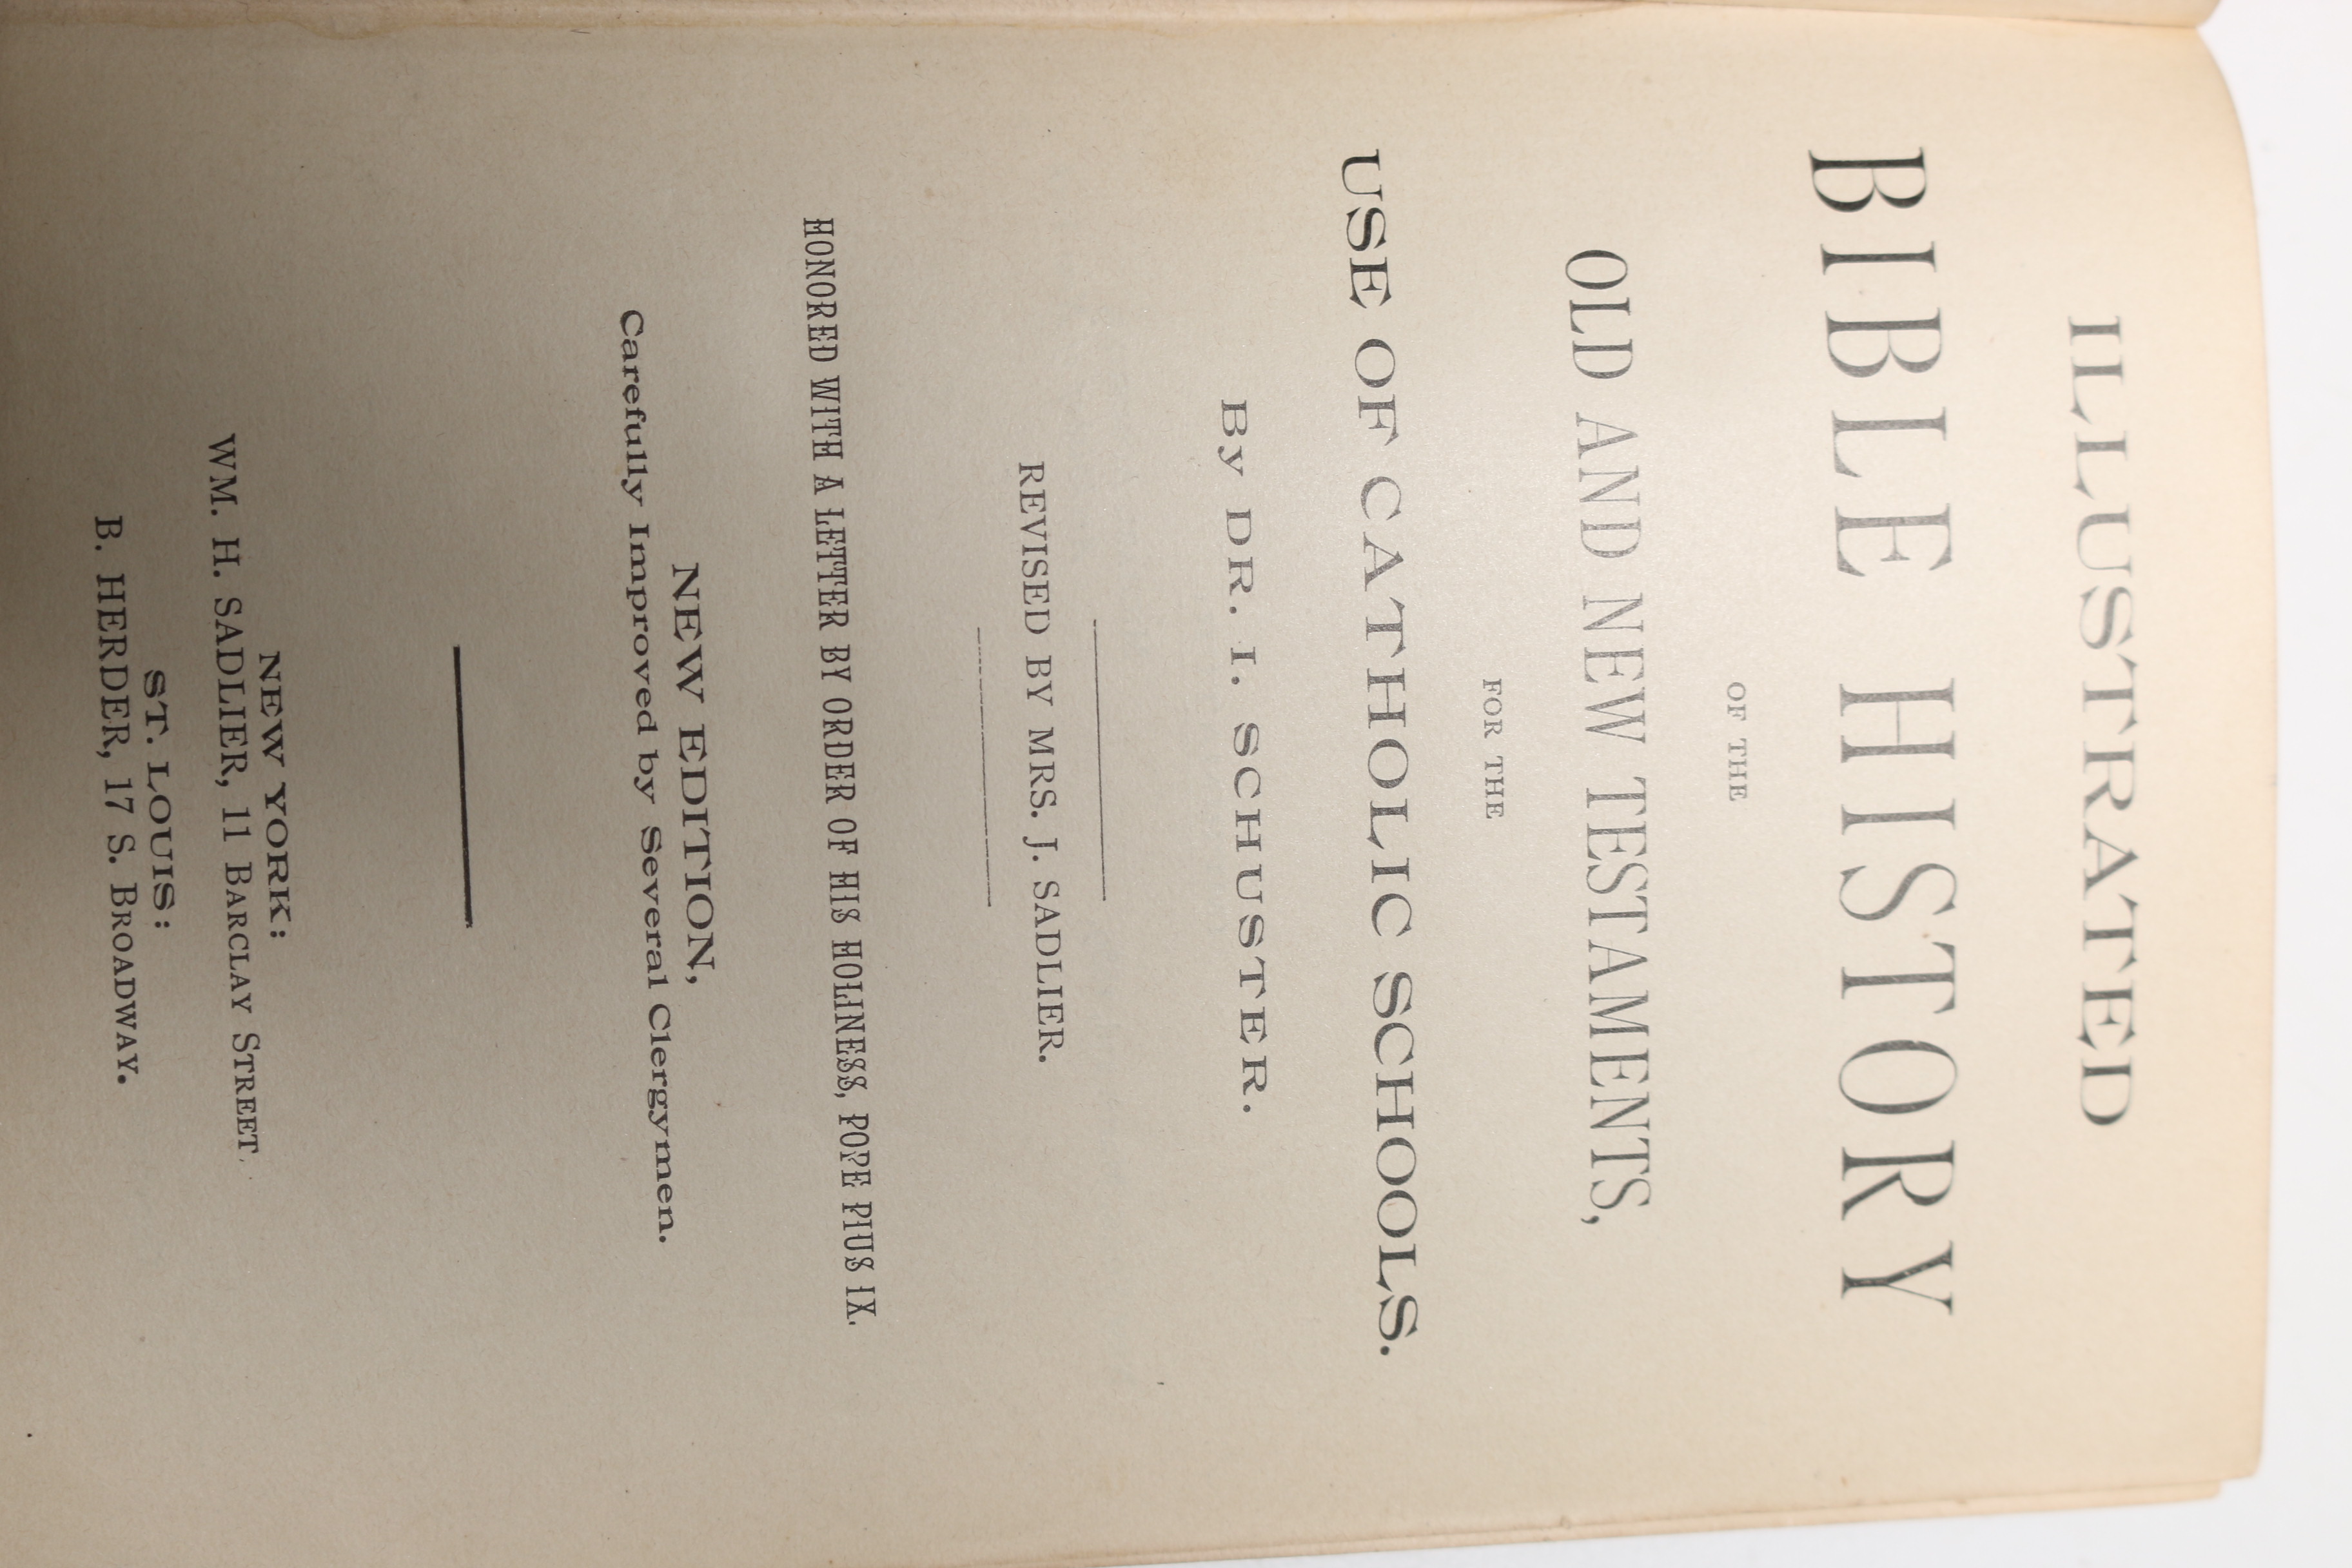 ILLUSTRATED
BIBLE HISTORY
OF THE
OLD AND NEW TESTAMENTS,
FOR THE
USE OF CATHOLIC SCHOOLS.
By DR. I. SCHUSTER.
REVISED BY MRS. J. SADLIER.
HONORED WITH A LETTER BY ORDER OF HIS HOLINESS, POPE PIUS IX.
NEW EDITION,
Carefully Improved by Several Clergymen.
NEW YORK:
WM. H. SADLIER, 11 BARCLAY STREET.
ST. LOUIS:
B. HERDER, 17 S. BROADWAY.